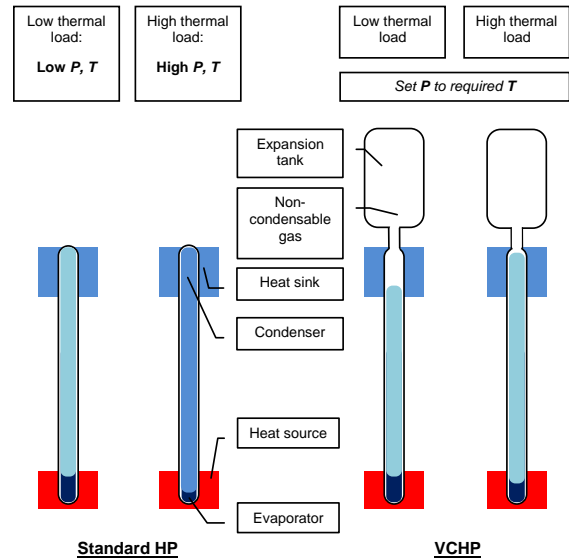 Low thermal
load:
Low P, T
High thermal
load:
High P, T
Low thermal
load
High thermal
load
Set P to required T
Expansion
tank
Non-
condensable
gas
Heat sink
Condenser
Heat source
Evaporator
Standard HP
VCHP